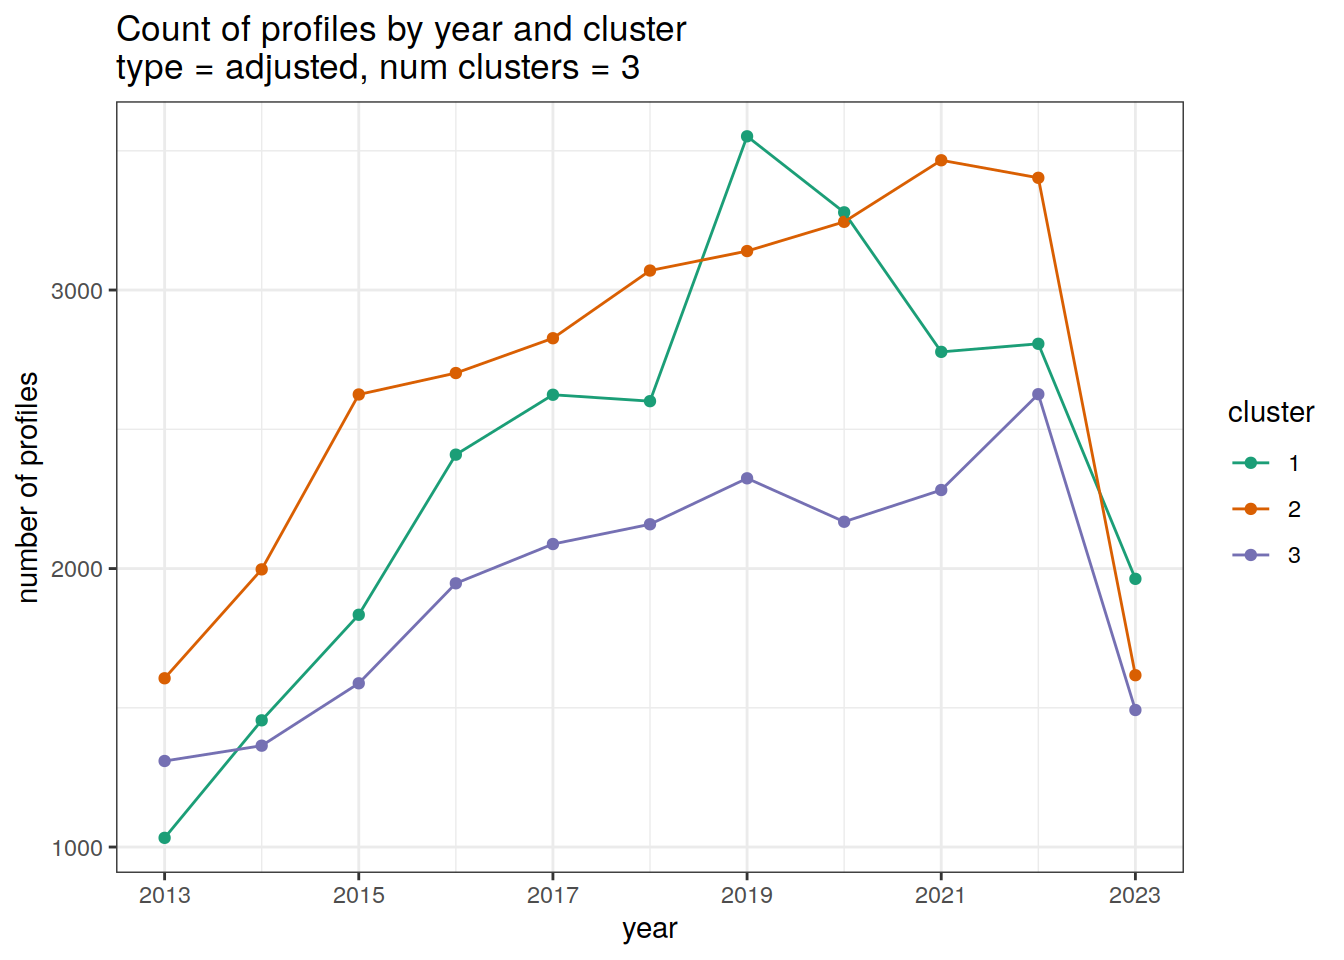 Count of profiles by year and cluster
type = adjusted, num clusters = 3
number of profiles
3000
2000
1000
2013 2015 2017 2019 2021 2023
year
cluster
1
2
3